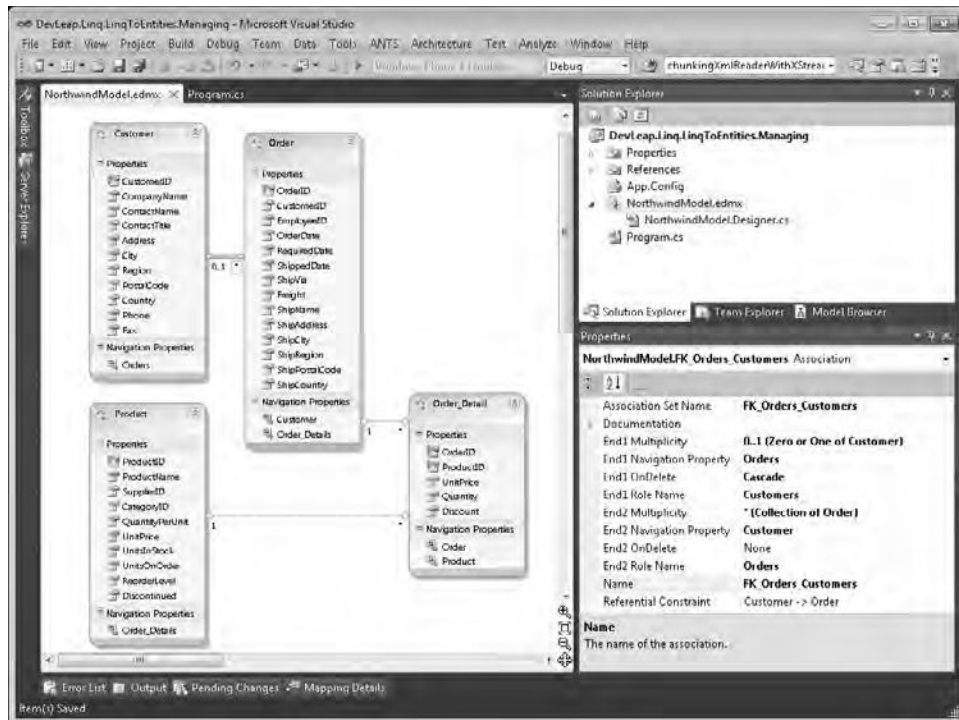 DevLeap.Linq.LinqToEntities.Managing - Microsoft Visual Studio
File Edit View Project Build Debug Team Data Tools ANTS Architecture Test Analyze Window Help
Debug
chunkingXmlReaderWithXStrear
NorthwindModel.edmx Program.cs
Toolbox
Server Explorer
Customer
Properties
CustomerID
CompanyName
ContactName
ContactTitle
Address
City
Region
PostalCode
Country
Phone
Fax
Navigation Properties
Orders
0..1 *
Order
Properties
OrderID
CustomerID
EmployeeID
OrderDate
RequiredDate
ShippedDate
ShipVia
Freight
ShipName
ShipAddress
ShipCity
ShipRegion
ShipPostalCode
ShipCountry
Navigation Properties
Customer
Order_Details
1 *
Product
Properties
ProductID
ProductName
SupplierID
CategoryID
QuantityPerUnit
UnitPrice
UnitsInStock
UnitsOnOrder
ReorderLevel
Discontinued
Navigation Properties
Order_Details
1 *
Order_Detail
Properties
OrderID
ProductID
UnitPrice
Quantity
Discount
Navigation Properties
Order
Product
Solution Explorer
DevLeap.Linq.LinqToEntities.Managing
Properties
References
App.Config
NorthwindModel.edmx
NorthwindModel.Designer.cs
Program.cs
Solution Explorer Team Explorer Model Browser
Properties
NorthwindModel.FK_Orders_Customers Association
Association Set Name FK_Orders_Customers
Documentation
End1 Multiplicity 0..1 (Zero or One of Customer)
End1 Navigation Property Orders
End1 OnDelete Cascade
End1 Role Name Customers
End2 Multiplicity * (Collection of Order)
End2 Navigation Property Customer
End2 OnDelete None
End2 Role Name Orders
Name FK_Orders_Customers
Referential Constraint Customer -> Order
Name
The name of the association.
Error List Output Pending Changes Mapping Details
Item(s) Saved